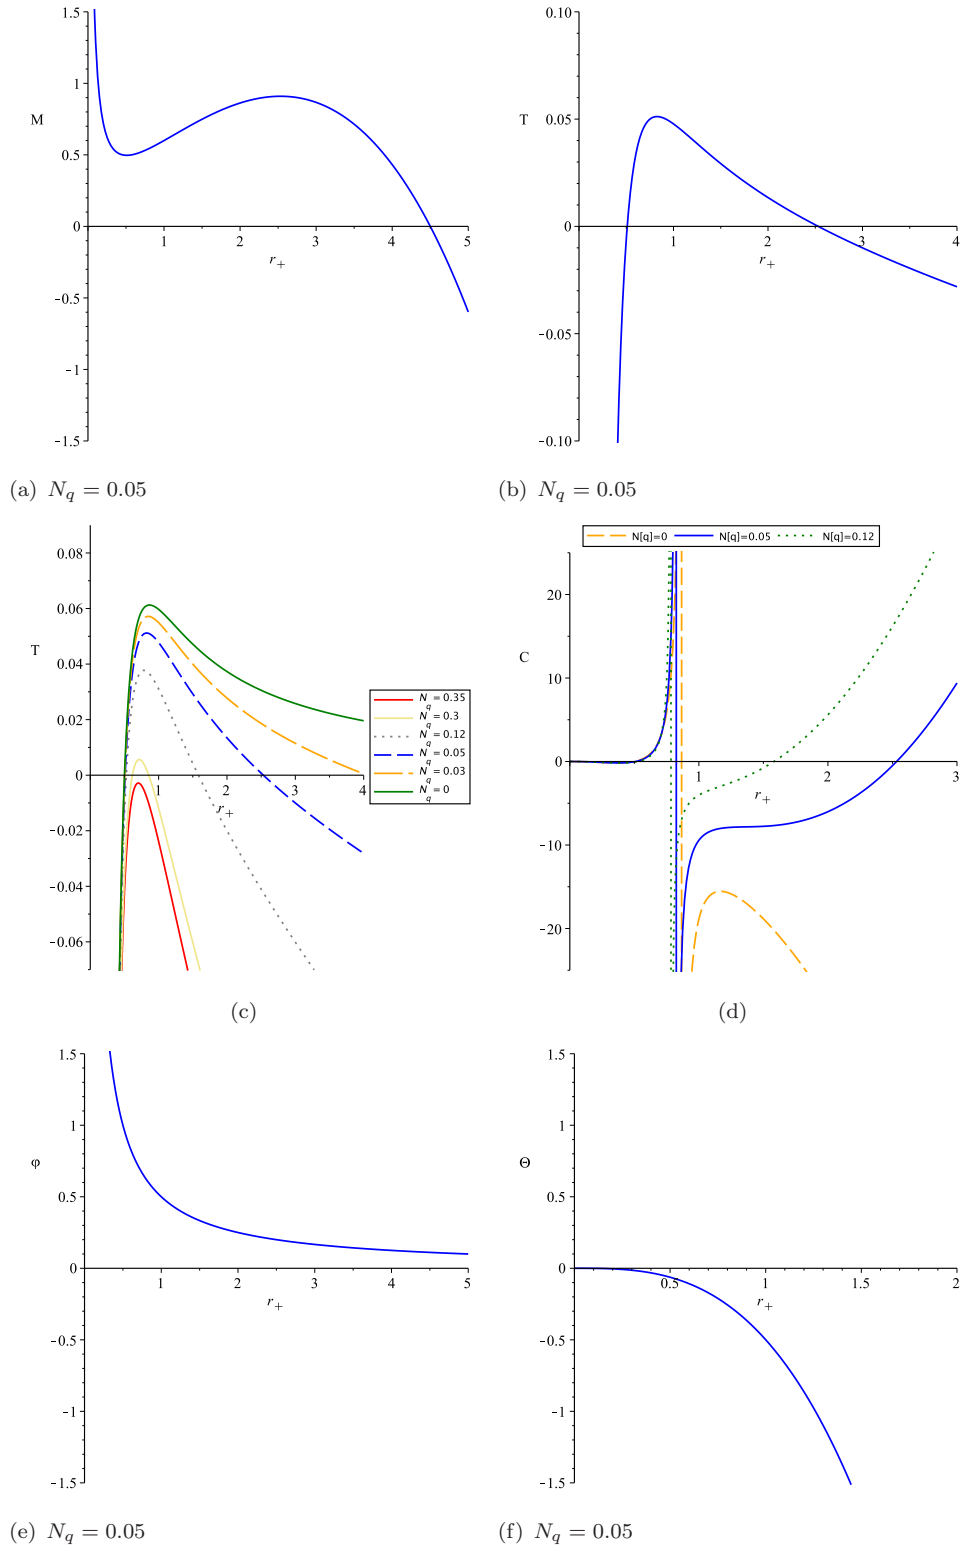 1.5
1
0.5
0
-0.5
-1
-1.5
M
1 2 3 4 5
r+
0.10
0.05
0
-0.05
-0.10
T
1 2 3 4
r+
(a) Nq = 0.05
(b) Nq = 0.05
0.08
0.06
0.04
0.02
0
-0.02
-0.04
-0.06
T
1 2 3 4
r+
Nq = 0.35
Nq = 0.3
Nq = 0.12
Nq = 0.05
Nq = 0.03
Nq = 0
N[q]=0 N[q]=0.05 N[q]=0.12
20
10
0
-10
-20
C
1 2 3
r+
(c)
(d)
1.5
1
0.5
0
-0.5
-1
-1.5
φ
1 2 3 4 5
r+
1.5
1
0.5
0
-0.5
-1
-1.5
Θ
0.5 1 1.5 2
r+
(e) Nq = 0.05
(f) Nq = 0.05